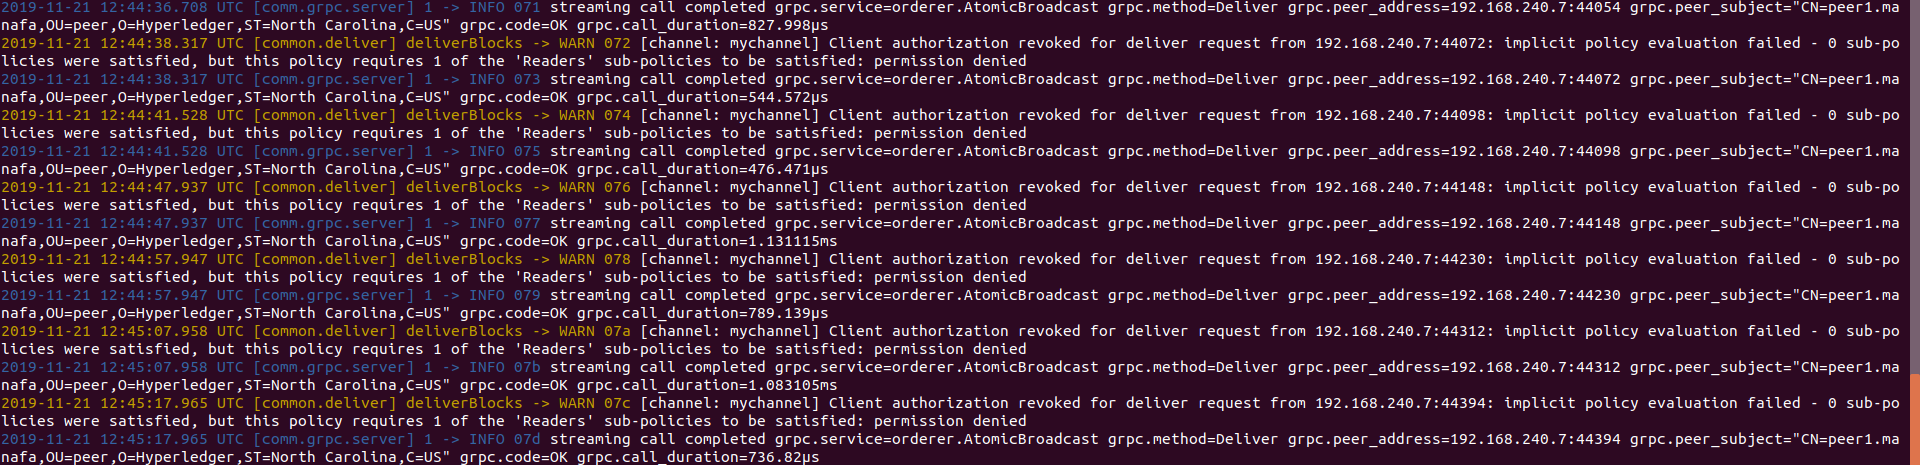 2019-11-21 12:44:36.708 UTC [comm.grpc.server] 1 -> INFO 071 streaming call completed grpc.service=orderer.AtomicBroadcast grpc.method=Deliver grpc.peer_address=192.168.240.7:44054 grpc.peer_subject="CN=peer1.ma
nafa,OU=peer,O=Hyperledger,ST=North Carolina,C=US" grpc.code=OK grpc.call_duration=827.998µs
2019-11-21 12:44:38.317 UTC [common.deliver] deliverBlocks -> WARN 072 [channel: mychannel] Client authorization revoked for deliver request from 192.168.240.7:44072: implicit policy evaluation failed - 0 sub-po
licies were satisfied, but this policy requires 1 of the 'Readers' sub-policies to be satisfied: permission denied
2019-11-21 12:44:38.317 UTC [comm.grpc.server] 1 -> INFO 073 streaming call completed grpc.service=orderer.AtomicBroadcast grpc.method=Deliver grpc.peer_address=192.168.240.7:44072 grpc.peer_subject="CN=peer1.ma
nafa,OU=peer,O=Hyperledger,ST=North Carolina,C=US" grpc.code=OK grpc.call_duration=544.572µs
2019-11-21 12:44:41.528 UTC [common.deliver] deliverBlocks -> WARN 074 [channel: mychannel] Client authorization revoked for deliver request from 192.168.240.7:44098: implicit policy evaluation failed - 0 sub-po
licies were satisfied, but this policy requires 1 of the 'Readers' sub-policies to be satisfied: permission denied
2019-11-21 12:44:41.528 UTC [comm.grpc.server] 1 -> INFO 075 streaming call completed grpc.service=orderer.AtomicBroadcast grpc.method=Deliver grpc.peer_address=192.168.240.7:44098 grpc.peer_subject="CN=peer1.ma
nafa,OU=peer,O=Hyperledger,ST=North Carolina,C=US" grpc.code=OK grpc.call_duration=476.471µs
2019-11-21 12:44:47.937 UTC [common.deliver] deliverBlocks -> WARN 076 [channel: mychannel] Client authorization revoked for deliver request from 192.168.240.7:44148: implicit policy evaluation failed - 0 sub-po
licies were satisfied, but this policy requires 1 of the 'Readers' sub-policies to be satisfied: permission denied
2019-11-21 12:44:47.937 UTC [comm.grpc.server] 1 -> INFO 077 streaming call completed grpc.service=orderer.AtomicBroadcast grpc.method=Deliver grpc.peer_address=192.168.240.7:44148 grpc.peer_subject="CN=peer1.ma
nafa,OU=peer,O=Hyperledger,ST=North Carolina,C=US" grpc.code=OK grpc.call_duration=1.131115ms
2019-11-21 12:44:57.947 UTC [common.deliver] deliverBlocks -> WARN 078 [channel: mychannel] Client authorization revoked for deliver request from 192.168.240.7:44230: implicit policy evaluation failed - 0 sub-po
licies were satisfied, but this policy requires 1 of the 'Readers' sub-policies to be satisfied: permission denied
2019-11-21 12:44:57.947 UTC [comm.grpc.server] 1 -> INFO 079 streaming call completed grpc.service=orderer.AtomicBroadcast grpc.method=Deliver grpc.peer_address=192.168.240.7:44230 grpc.peer_subject="CN=peer1.ma
nafa,OU=peer,O=Hyperledger,ST=North Carolina,C=US" grpc.code=OK grpc.call_duration=789.139µs
2019-11-21 12:45:07.958 UTC [common.deliver] deliverBlocks -> WARN 07a [channel: mychannel] Client authorization revoked for deliver request from 192.168.240.7:44312: implicit policy evaluation failed - 0 sub-po
licies were satisfied, but this policy requires 1 of the 'Readers' sub-policies to be satisfied: permission denied
2019-11-21 12:45:07.958 UTC [comm.grpc.server] 1 -> INFO 07b streaming call completed grpc.service=orderer.AtomicBroadcast grpc.method=Deliver grpc.peer_address=192.168.240.7:44312 grpc.peer_subject="CN=peer1.ma
nafa,OU=peer,O=Hyperledger,ST=North Carolina,C=US" grpc.code=OK grpc.call_duration=1.083105ms
2019-11-21 12:45:17.965 UTC [common.deliver] deliverBlocks -> WARN 07c [channel: mychannel] Client authorization revoked for deliver request from 192.168.240.7:44394: implicit policy evaluation failed - 0 sub-po
licies were satisfied, but this policy requires 1 of the 'Readers' sub-policies to be satisfied: permission denied
2019-11-21 12:45:17.965 UTC [comm.grpc.server] 1 -> INFO 07d streaming call completed grpc.service=orderer.AtomicBroadcast grpc.method=Deliver grpc.peer_address=192.168.240.7:44394 grpc.peer_subject="CN=peer1.ma
nafa,OU=peer,O=Hyperledger,ST=North Carolina,C=US" grpc.code=OK grpc.call_duration=736.82µs